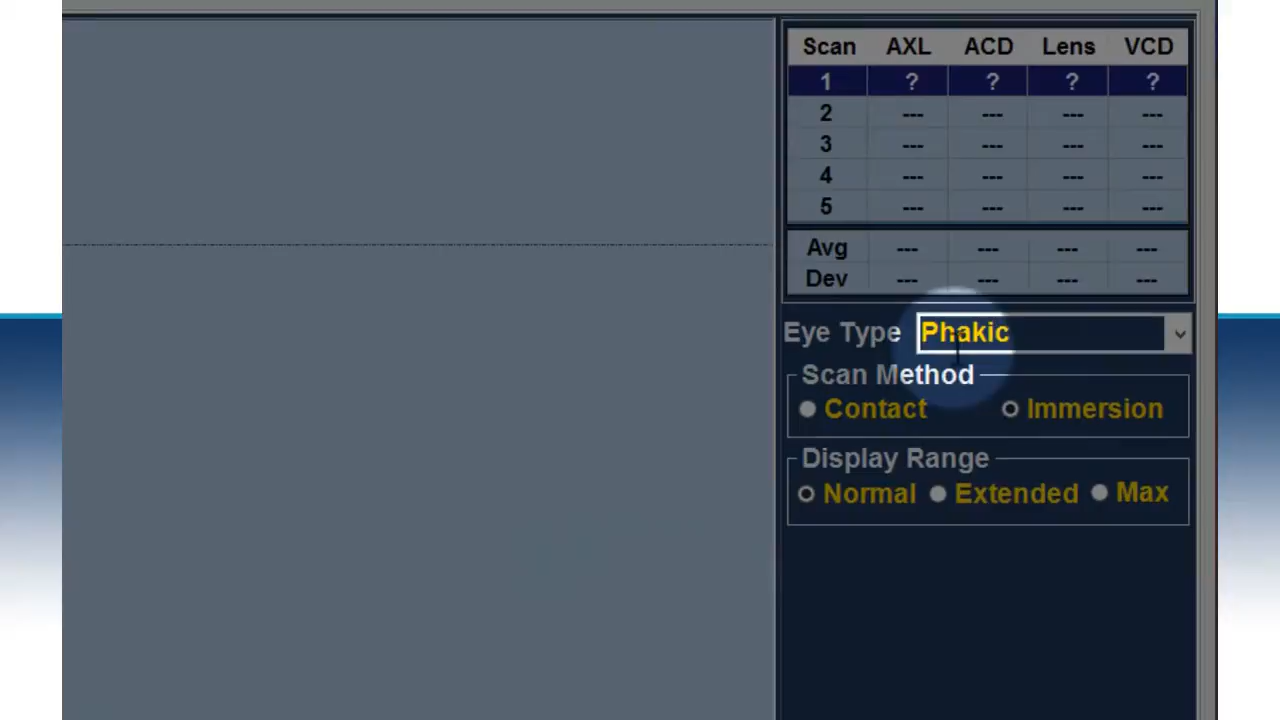 Scan AXL ACD Lens VCD
1 ? ? ? ?
2 --- --- --- ---
3 --- --- --- ---
4 --- --- --- ---
5 --- --- --- ---
Avg --- --- --- ---
Dev --- --- --- ---
Eye Type Phakic
Scan Method
Contact Immersion
Display Range
Normal Extended Max